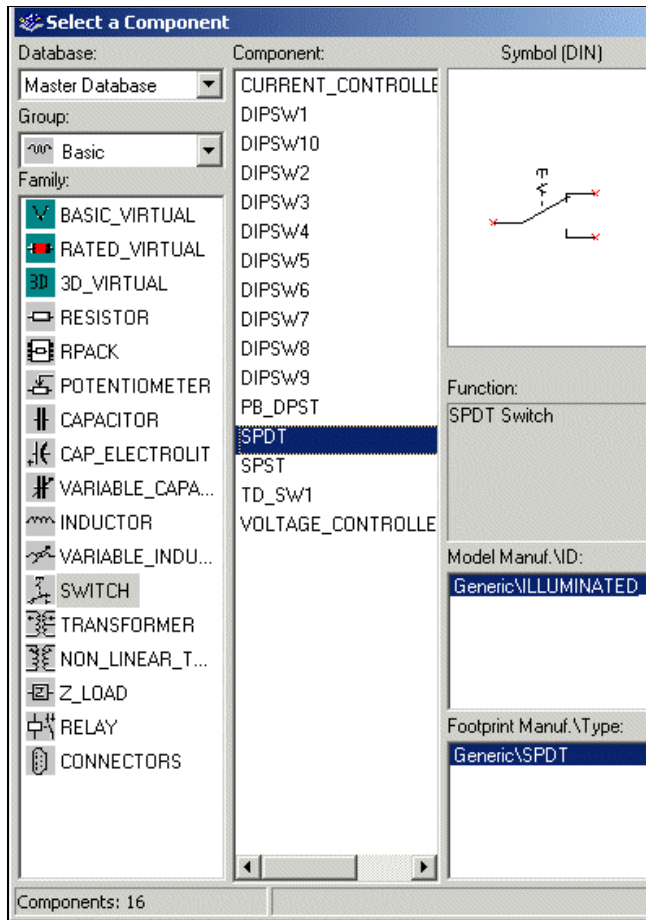 Select a Component
Database:
Master Database
Group:
Basic
Family:
BASIC_VIRTUAL
RATED_VIRTUAL
3D 3D_VIRTUAL
RESISTOR
RPACK
POTENTIOMETER
CAPACITOR
CAP_ELECTROLIT
VARIABLE_CAPA...
INDUCTOR
VARIABLE_INDU...
SWITCH
TRANSFORMER
NON_LINEAR_T...
Z_LOAD
RELAY
CONNECTORS
Component:
CURRENT_CONTROLLE
DIPSW1
DIPSW10
DIPSW2
DIPSW3
DIPSW4
DIPSW5
DIPSW6
DIPSW7
DIPSW8
DIPSW9
PB_DPST
SPDT
SPST
TD_SW1
VOLTAGE_CONTROLLE
Symbol (DIN)
Function:
SPDT Switch
Model Manuf.\ID:
Generic\ILLUMINATED_
Footprint Manuf.\Type:
Generic\SPDT
Components: 16